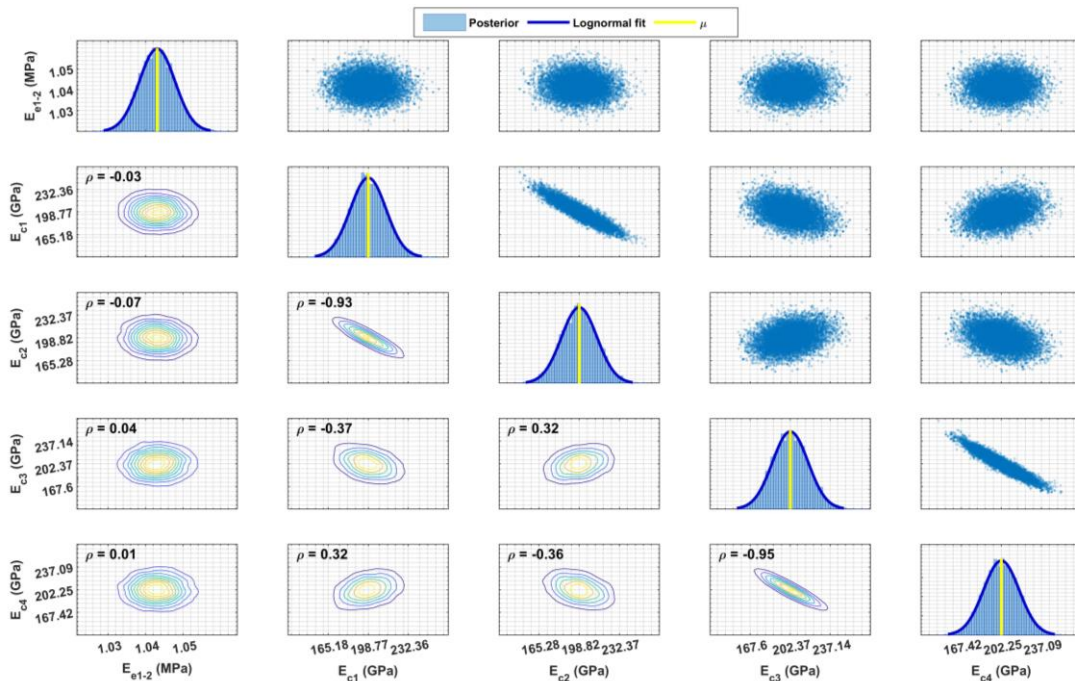 Posterior Lognormal fit μ
E_e1-2 (MPa)
1.05
1.04
1.03
E_c1 (GPa)
232.36
198.77
165.18
ρ = -0.03
E_c2 (GPa)
232.37
198.82
165.28
ρ = -0.07
ρ = -0.93
E_c3 (GPa)
237.14
202.37
167.6
ρ = 0.04
ρ = -0.37
ρ = 0.32
E_c4 (GPa)
237.09
202.25
167.42
ρ = 0.01
ρ = 0.32
ρ = -0.36
ρ = -0.95
1.03 1.04 1.05
165.18 198.77 232.36
165.28 198.82 232.37
167.6 202.37 237.14
167.42 202.25 237.09
E_e1-2 (MPa)
E_c1 (GPa)
E_c2 (GPa)
E_c3 (GPa)
E_c4 (GPa)